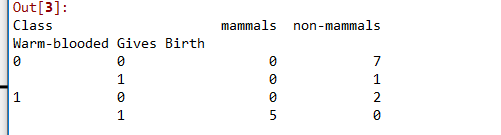 Out[3]:
Class mammals non-mammals
Warm-blooded Gives Birth
0 0 0 7
1 0 1
1 0 0 2
1 5 0